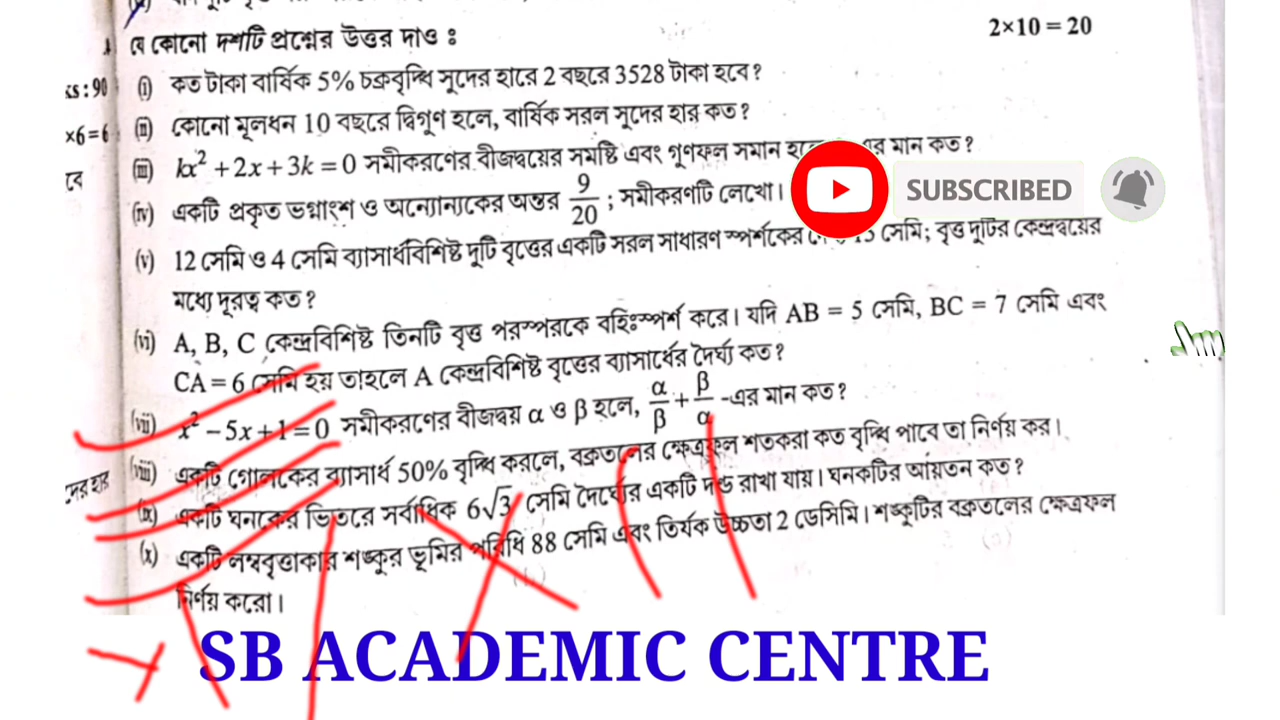 যে কোনো দশটি প্রশ্নের উত্তর দাও ঃ 2×10 = 20
ss : 90
(i) কত টাকা বার্ষিক 5% চক্রবৃদ্ধি সুদের হারে 2 বছরে 3528 টাকা হবে?
×6=6
(ii) কোনো মূলধন 10 বছরে দ্বিগুণ হলে, বার্ষিক সরল সুদের হার কত?
(iii) kx² + 2x + 3k = 0 সমীকরণের বীজদ্বয়ের সমষ্টি এবং গুণফল সমান এর মান কত?
(iv) একটি প্রকৃত ভগ্নাংশ ও অন্যোন্যকের অন্তর 9/20 ; সমীকরণটি লেখো।
SUBSCRIBED
(v) 12 সেমি ও 4 সেমি ব্যাসার্ধবিশিষ্ট দুটি বৃত্তের একটি সরল সাধারণ স্পর্শকের সেমি; বৃত্ত দুটির কেন্দ্রদ্বয়ের
মধ্যে দূরত্ব কত?
(vi) A, B, C কেন্দ্রবিশিষ্ট তিনটি বৃত্ত পরস্পরকে বহিঃস্পর্শ করে। যদি AB = 5 সেমি, BC = 7 সেমি এবং
CA = 6 সেমি হয় তাহলে A কেন্দ্রবিশিষ্ট বৃত্তের ব্যাসার্ধের দৈর্ঘ্য কত?
(vii) x² – 5x + 1 = 0 সমীকরণের বীজদ্বয় α ও β হলে, α/β + β/α -এর মান কত?
(viii) একটি গোলকের ব্যাসার্ধ 50% বৃদ্ধি করলে, বক্রতলের ক্ষেত্রফল শতকরা কত বৃদ্ধি পাবে তা নির্ণয় কর।
(ix) একটি ঘনকের ভিতরে সর্বাধিক 6√3 সেমি দৈর্ঘ্যের একটি দণ্ড রাখা যায়। ঘনকটির আয়তন কত?
(x) একটি লম্ববৃত্তাকার শঙ্কুর ভূমির পরিধি 88 সেমি এবং তির্যক উচ্চতা 2 ডেসিমি। শঙ্কুটির বক্রতলের ক্ষেত্রফল
নির্ণয় করো।
SB ACADEMIC CENTRE